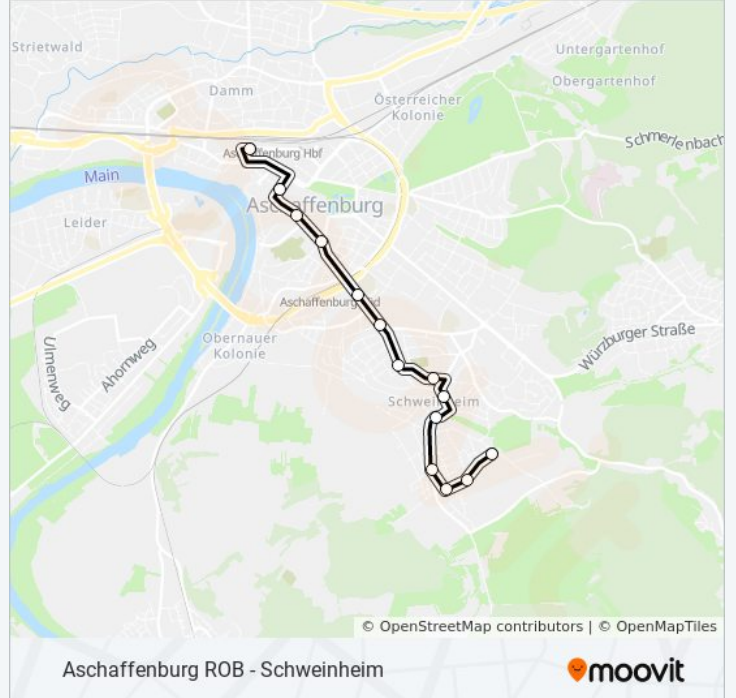 Strietwald
Untergartenhof
Damm
Obergartenhof
Österreicher
Kolonie
Schmerlenbach
Aschaffenburg Hbf
Main
Aschaffenburg
Leider
Aschaffenburg Süd
Würzburger Straße
Obernauer
Kolonie
Ahornweg
Ulmenweg
Schweinheim
© OpenStreetMap contributors | © OpenMapTiles
Aschaffenburg ROB - Schweinheim
moovit